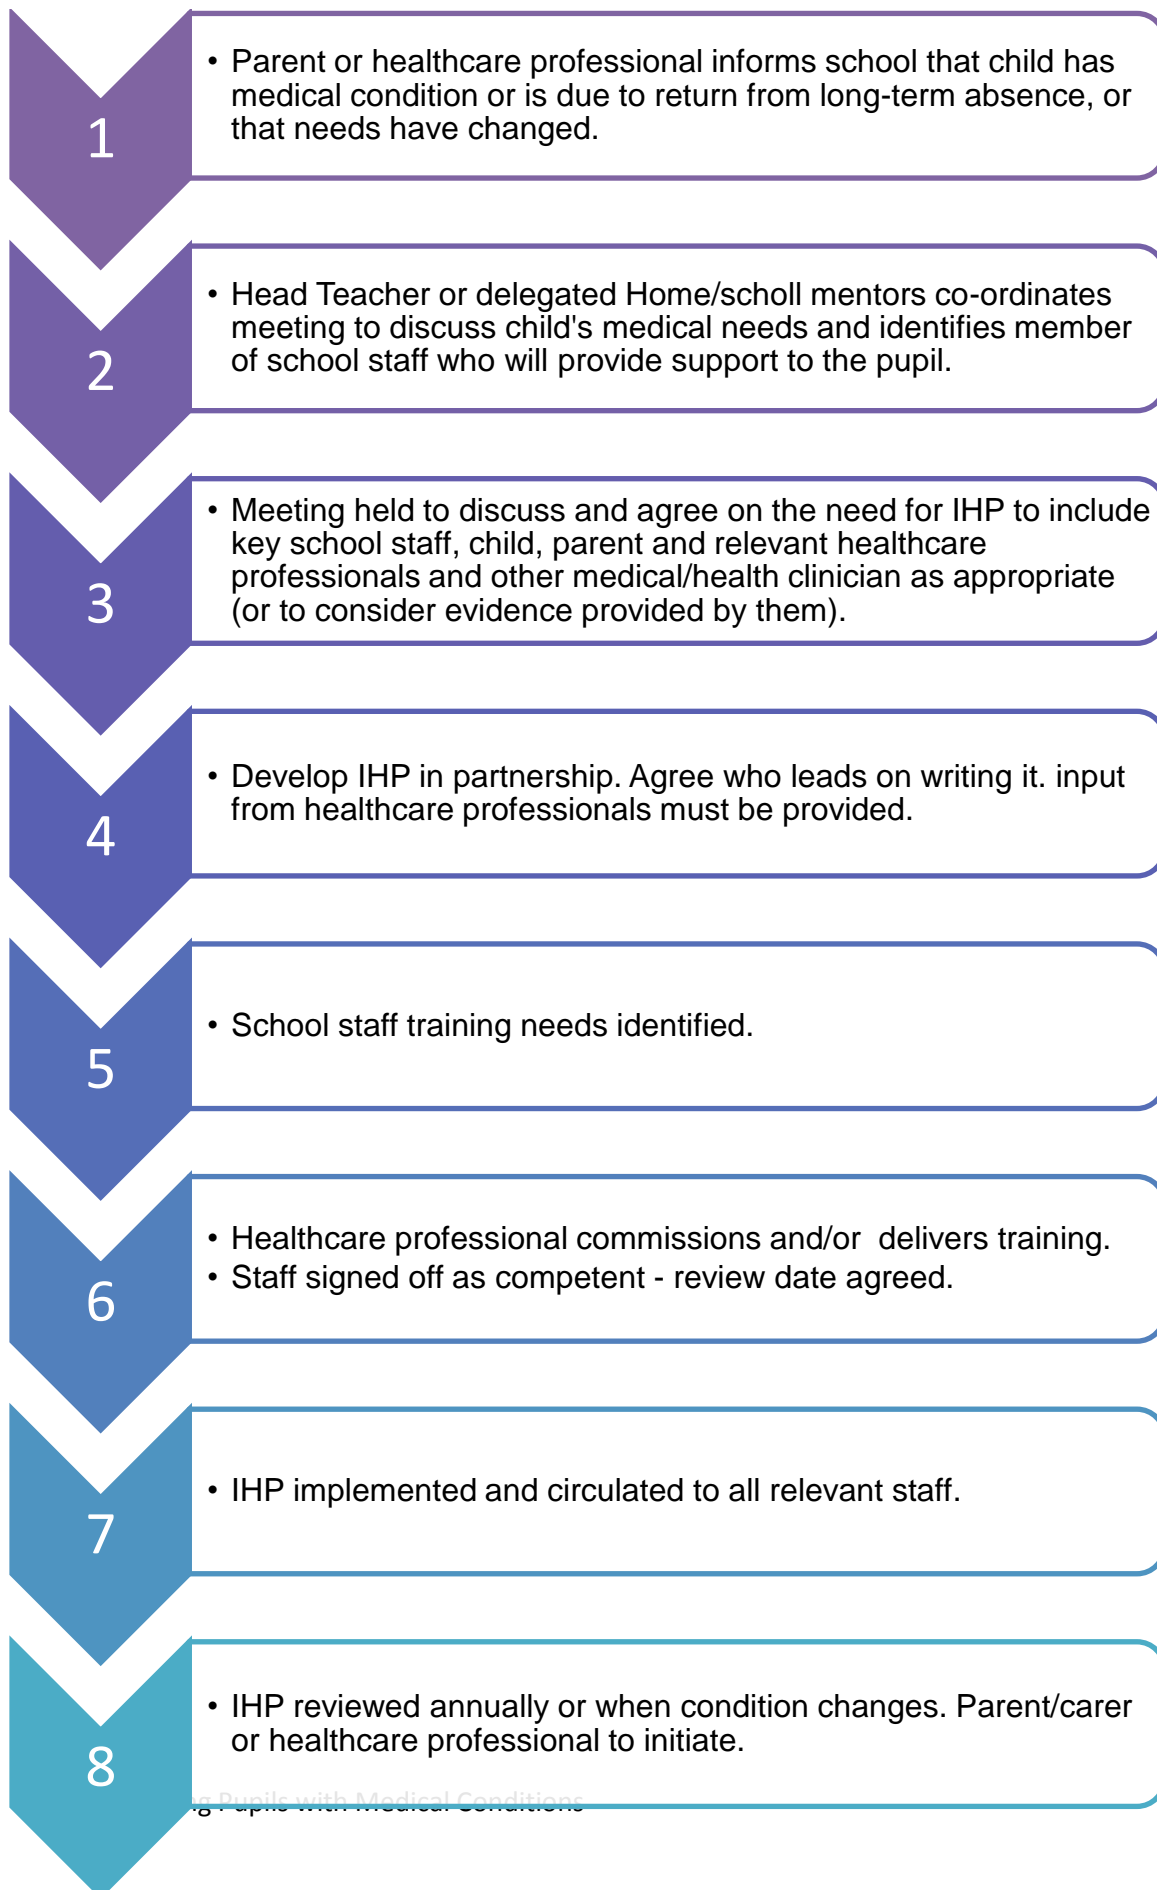 1
• Parent or healthcare professional informs school that child has
medical condition or is due to return from long-term absence, or
that needs have changed.
2
• Head Teacher or delegated Home/scholl mentors co-ordinates
meeting to discuss child's medical needs and identifies member
of school staff who will provide support to the pupil.
3
• Meeting held to discuss and agree on the need for IHP to include
key school staff, child, parent and relevant healthcare
professionals and other medical/health clinician as appropriate
(or to consider evidence provided by them).
4
• Develop IHP in partnership. Agree who leads on writing it. input
from healthcare professionals must be provided.
5
• School staff training needs identified.
6
• Healthcare professional commissions and/or  delivers training.
• Staff signed off as competent - review date agreed.
7
• IHP implemented and circulated to all relevant staff.
8
• IHP reviewed annually or when condition changes. Parent/carer
or healthcare professional to initiate.
Pupils with Medical Conditions